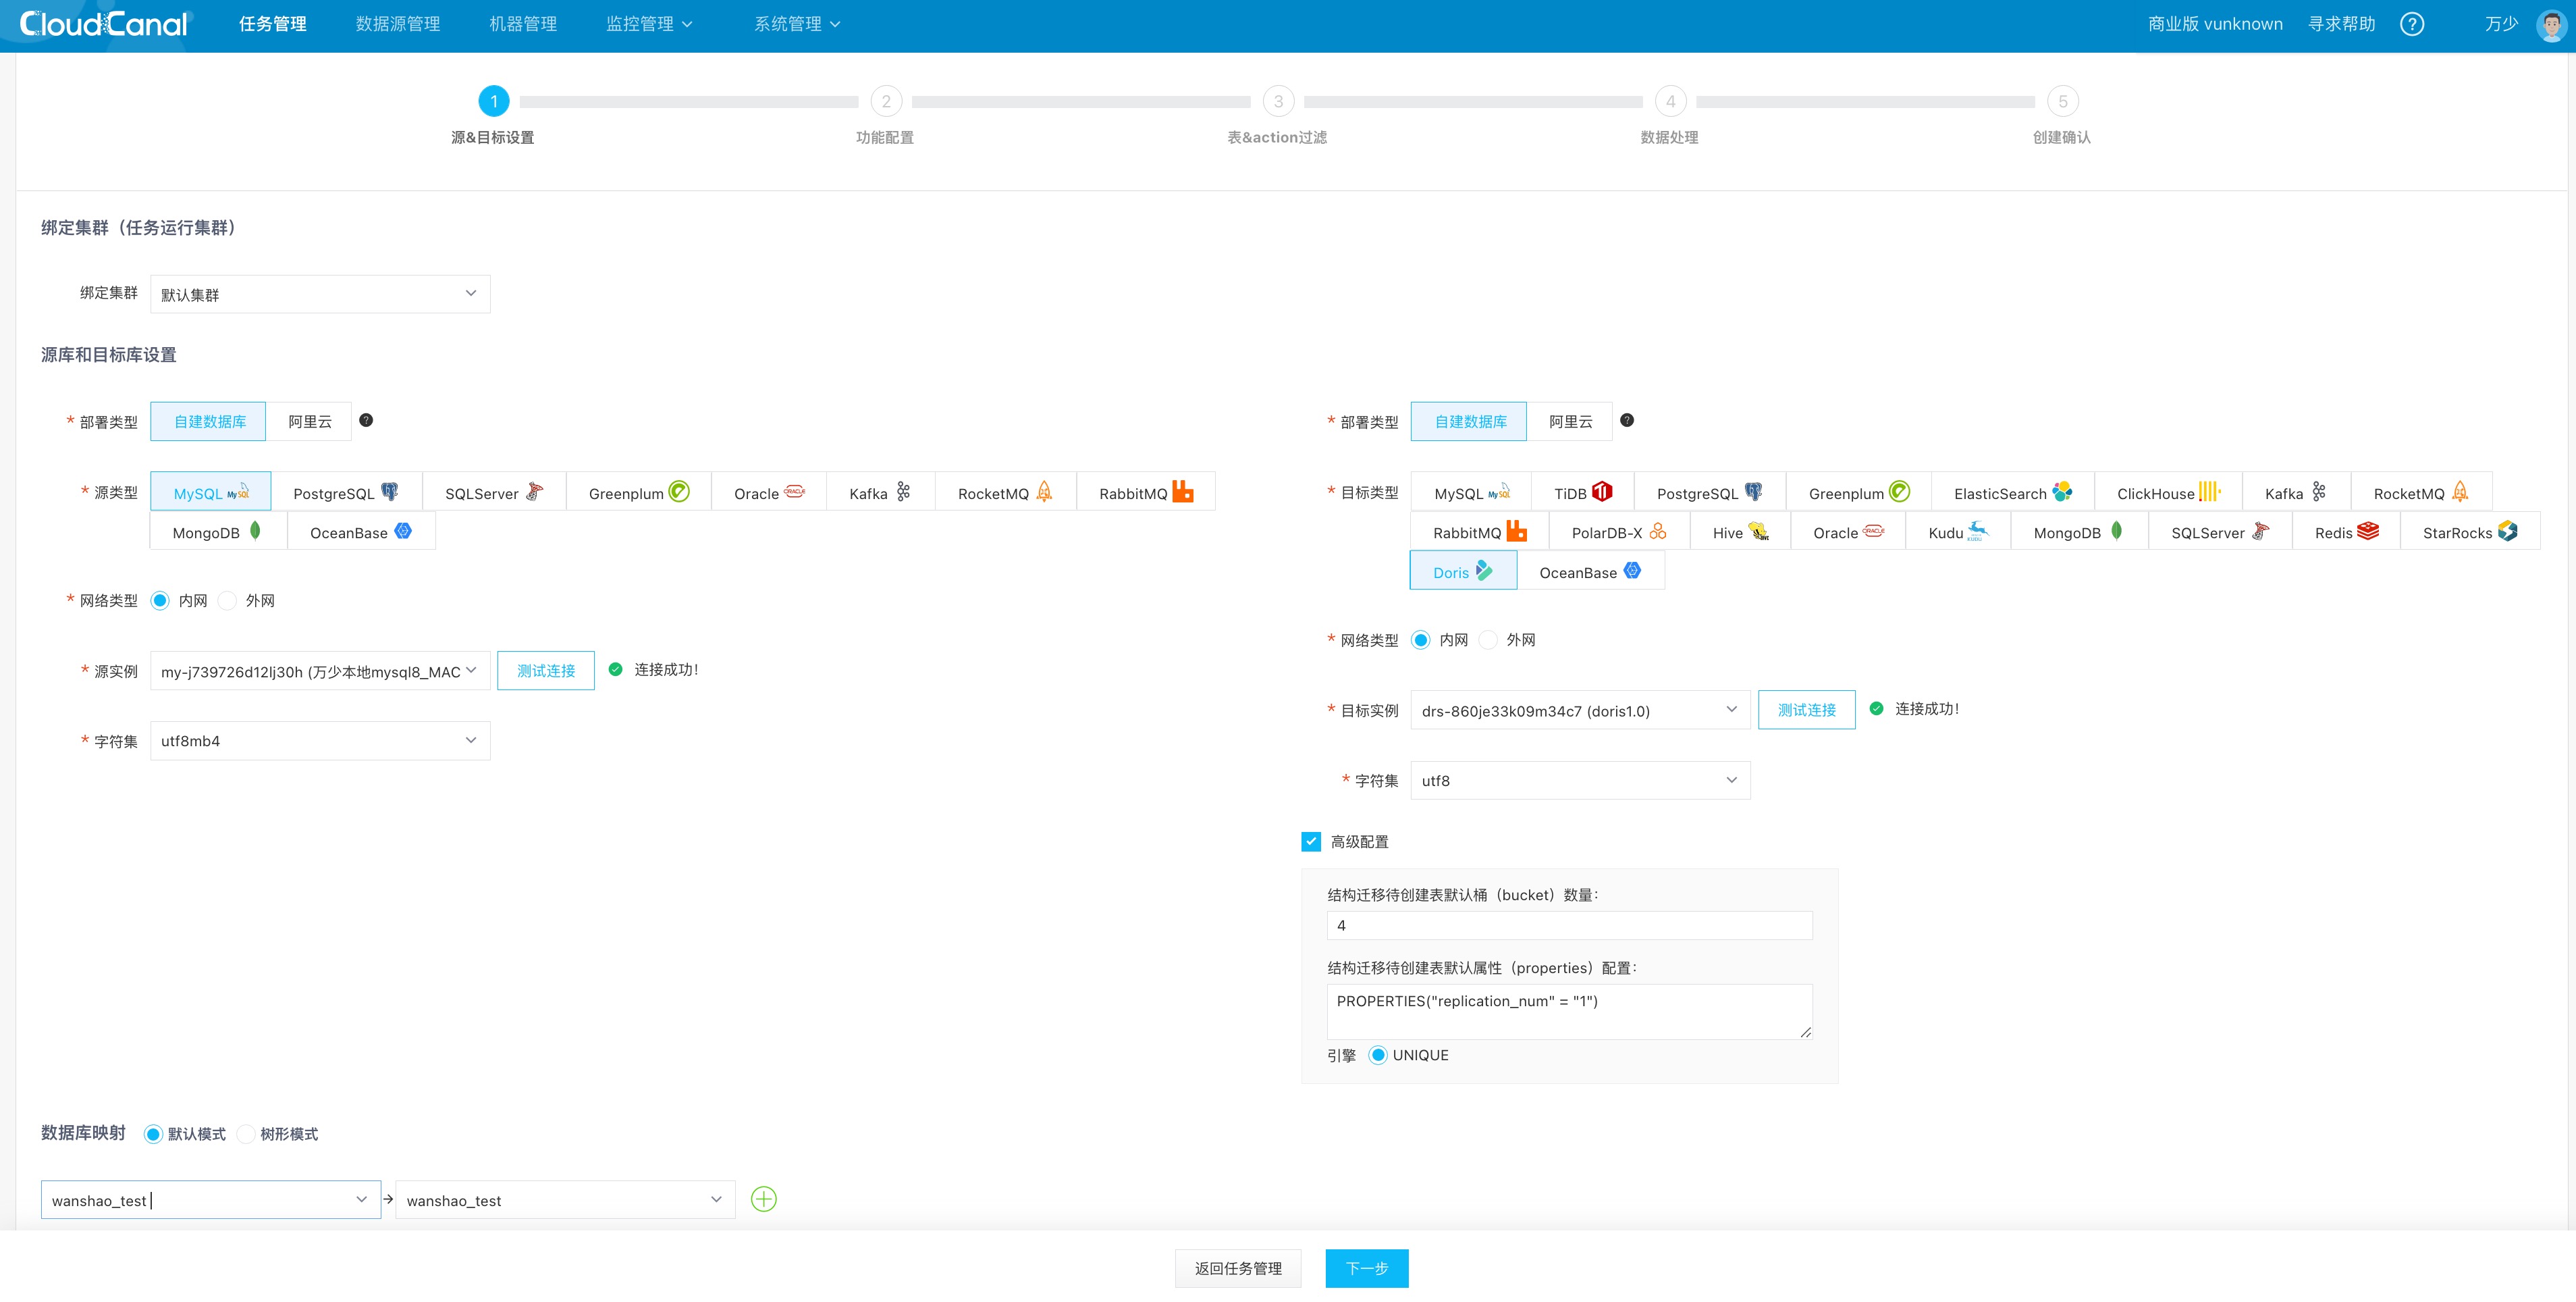 CloudCanal 任务管理 数据源管理 机器管理 监控管理 系统管理 商业版 vunknown 寻求帮助 ? 万少
1 2 3 4 5
源&目标设置 功能配置 表&action过滤 数据处理 创建确认
绑定集群（任务运行集群）
绑定集群 默认集群
源库和目标库设置
* 部署类型 自建数据库 阿里云 ?
* 源类型 MySQL PostgreSQL SQLServer Greenplum Oracle Kafka RocketMQ RabbitMQ
MongoDB OceanBase
* 网络类型 内网 外网
* 源实例 my-j739726d12lj30h (万少本地mysql8_MAC 测试连接 连接成功!
* 字符集 utf8mb4
* 部署类型 自建数据库 阿里云 ?
* 目标类型 MySQL TiDB PostgreSQL Greenplum ElasticSearch ClickHouse Kafka RocketMQ
RabbitMQ PolarDB-X Hive Oracle Kudu MongoDB SQLServer Redis StarRocks
Doris OceanBase
* 网络类型 内网 外网
* 目标实例 drs-860je33k09m34c7 (doris1.0) 测试连接 连接成功!
* 字符集 utf8
高级配置
结构迁移待创建表默认桶（bucket）数量：
4
结构迁移待创建表默认属性（properties）配置：
PROPERTIES("replication_num" = "1")
引擎 UNIQUE
数据库映射 默认模式 树形模式
wanshao_test → wanshao_test
返回任务管理 下一步